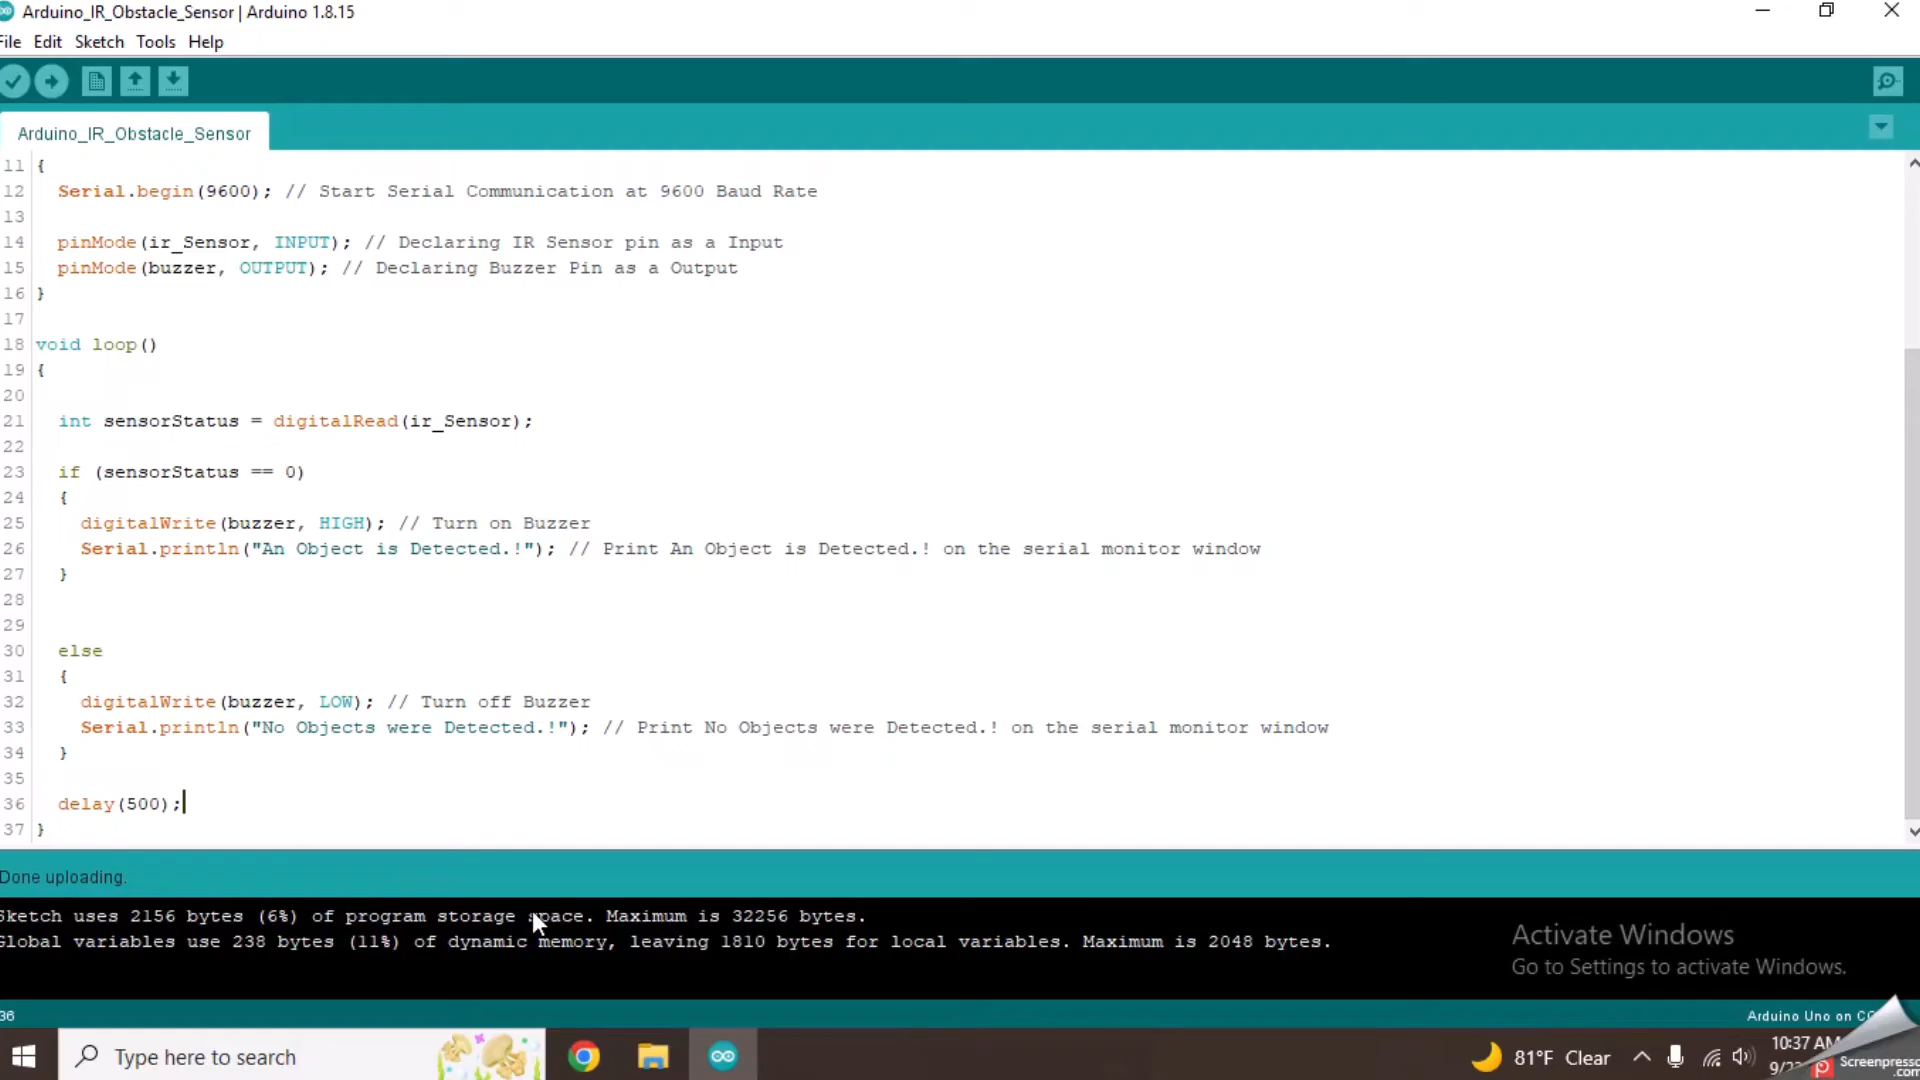 Arduino_IR_Obstacle_Sensor | Arduino 1.8.15
File Edit Sketch Tools Help
Arduino_IR_Obstacle_Sensor
11 {
12 Serial.begin(9600); // Start Serial Communication at 9600 Baud Rate
13
14 pinMode(ir_Sensor, INPUT); // Declaring IR Sensor pin as a Input
15 pinMode(buzzer, OUTPUT); // Declaring Buzzer Pin as a Output
16 }
17
18 void loop()
19 {
20
21 int sensorStatus = digitalRead(ir_Sensor);
22
23 if (sensorStatus == 0)
24 {
25 digitalWrite(buzzer, HIGH); // Turn on Buzzer
26 Serial.println("An Object is Detected.!"); // Print An Object is Detected.! on the serial monitor window
27 }
28
29
30 else
31 {
32 digitalWrite(buzzer, LOW); // Turn off Buzzer
33 Serial.println("No Objects were Detected.!"); // Print No Objects were Detected.! on the serial monitor window
34 }
35
36 delay(500);
37 }
Done uploading.
Sketch uses 2156 bytes (6%) of program storage space. Maximum is 32256 bytes.
Global variables use 238 bytes (11%) of dynamic memory, leaving 1810 bytes for local variables. Maximum is 2048 bytes.
Activate Windows
Go to Settings to activate Windows.
36
Arduino Uno on
Type here to search
81°F Clear
10:37 AM
Screenpresso
.com